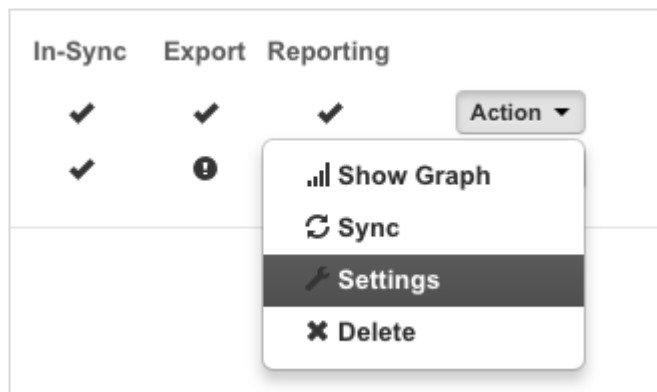 In-Sync Export Reporting
Action
Show Graph
Sync
Settings
Delete